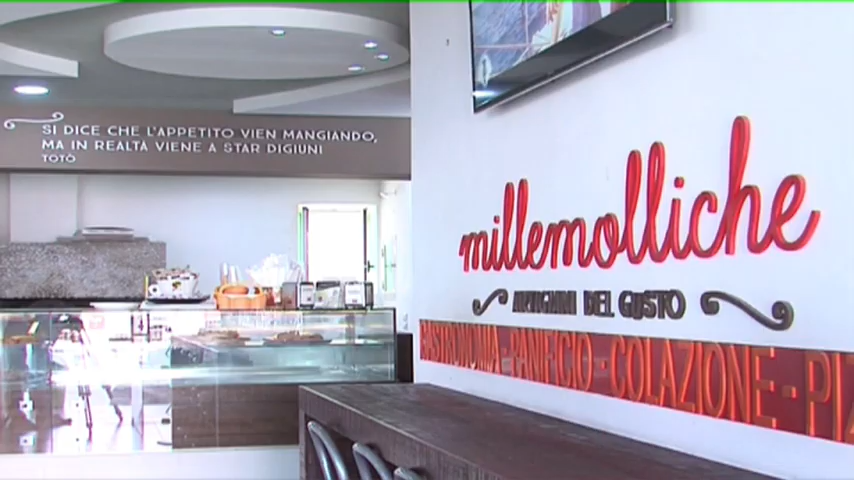 SI DICE CHE L'APPETITO VIEN MANGIANDO,
MA IN REALTÀ VIENE A STAR DIGIUNI
TOTÒ
millemolliche
ARTIGIANI DEL GUSTO
GASTRONOMIA - PANIFICIO - COLAZIONE - PIZ